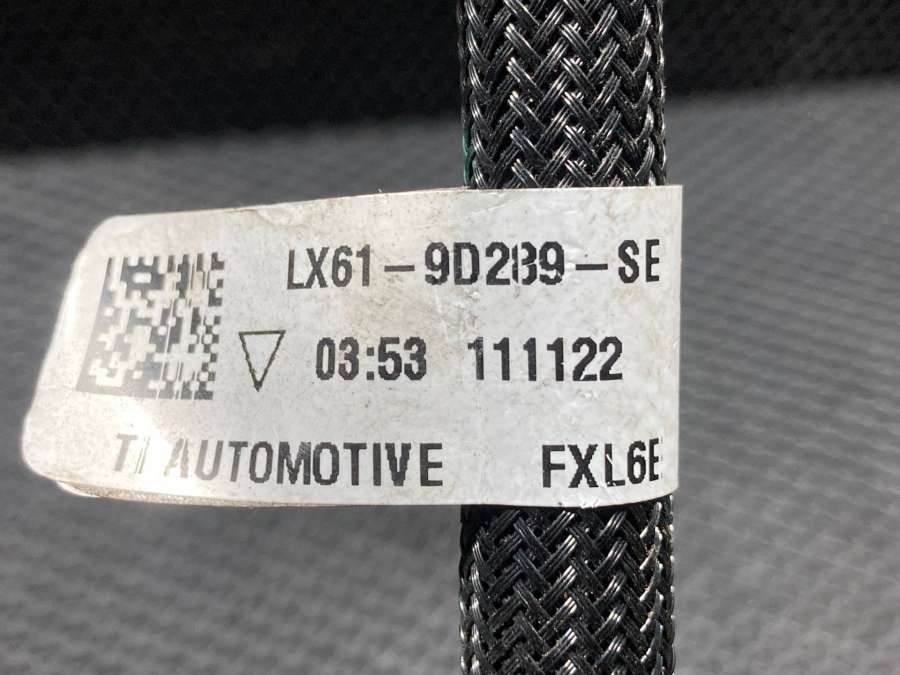 LX61-9D289-SE
03:53 111122
TI AUTOMOTIVE FXL6E